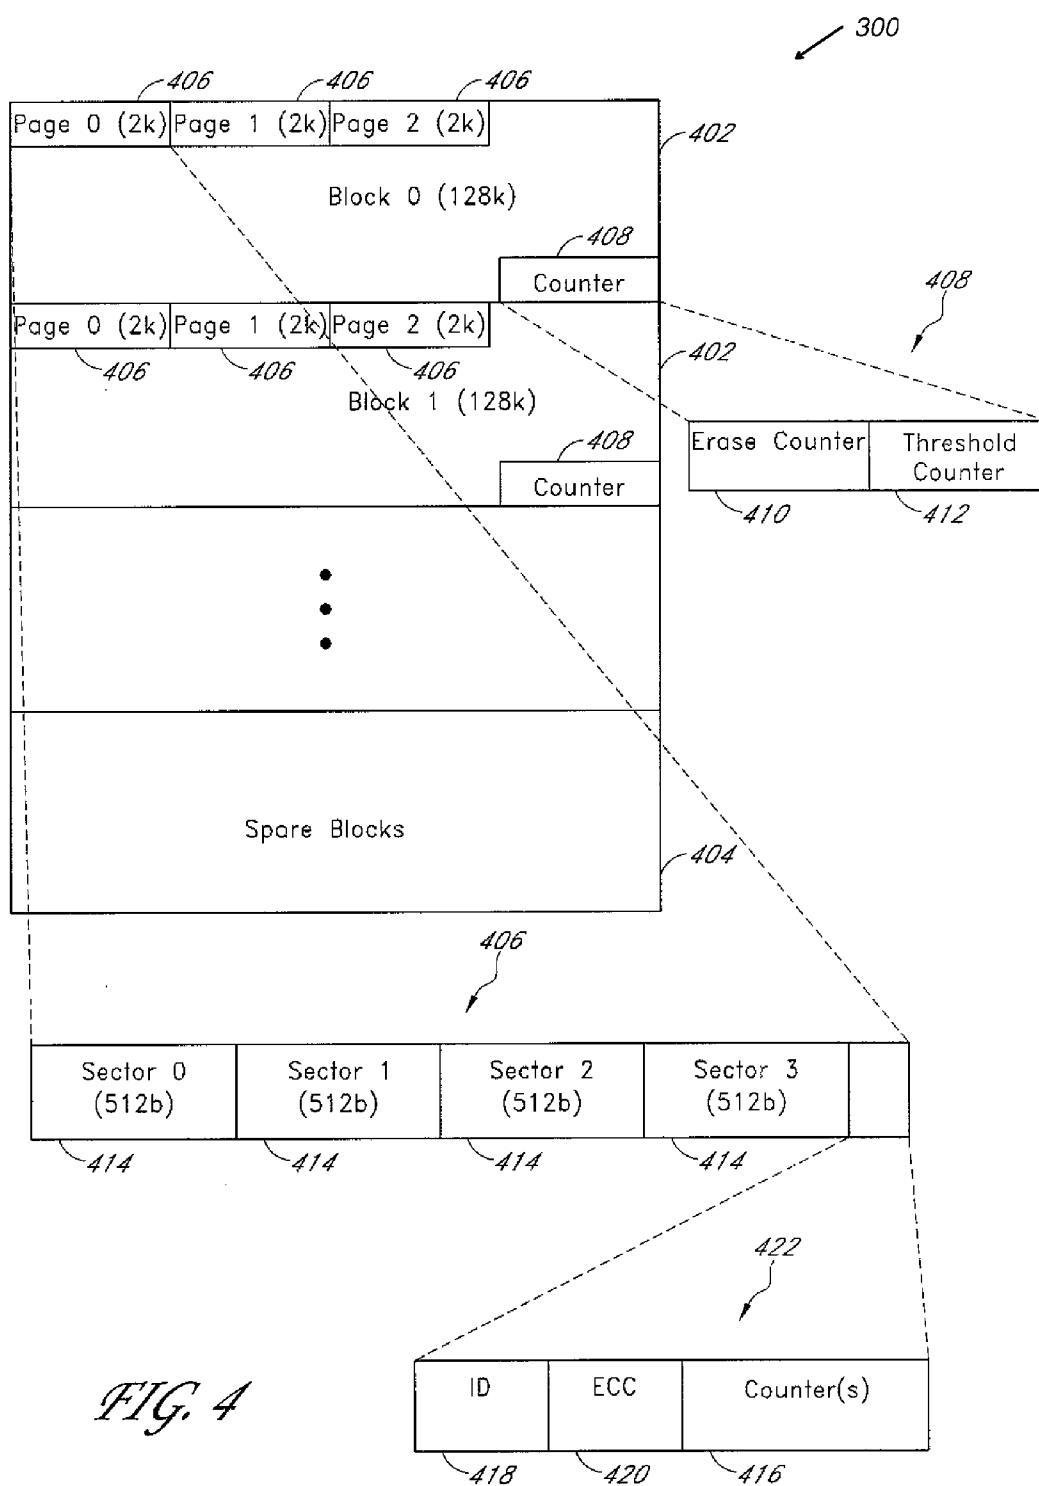 300
406 406 406
Page 0 (2k) Page 1 (2k) Page 2 (2k)
402
Block 0 (128k)
408
Counter
408
Page 0 (2k) Page 1 (2k) Page 2 (2k)
402
406 406 406
Block 1 (128k)
408
Erase Counter Threshold Counter
Counter
410 412
Spare Blocks
404
406
Sector 0 (512b) Sector 1 (512b) Sector 2 (512b) Sector 3 (512b)
414 414 414 414
422
ID ECC Counter(s)
FIG. 4
418 420 416